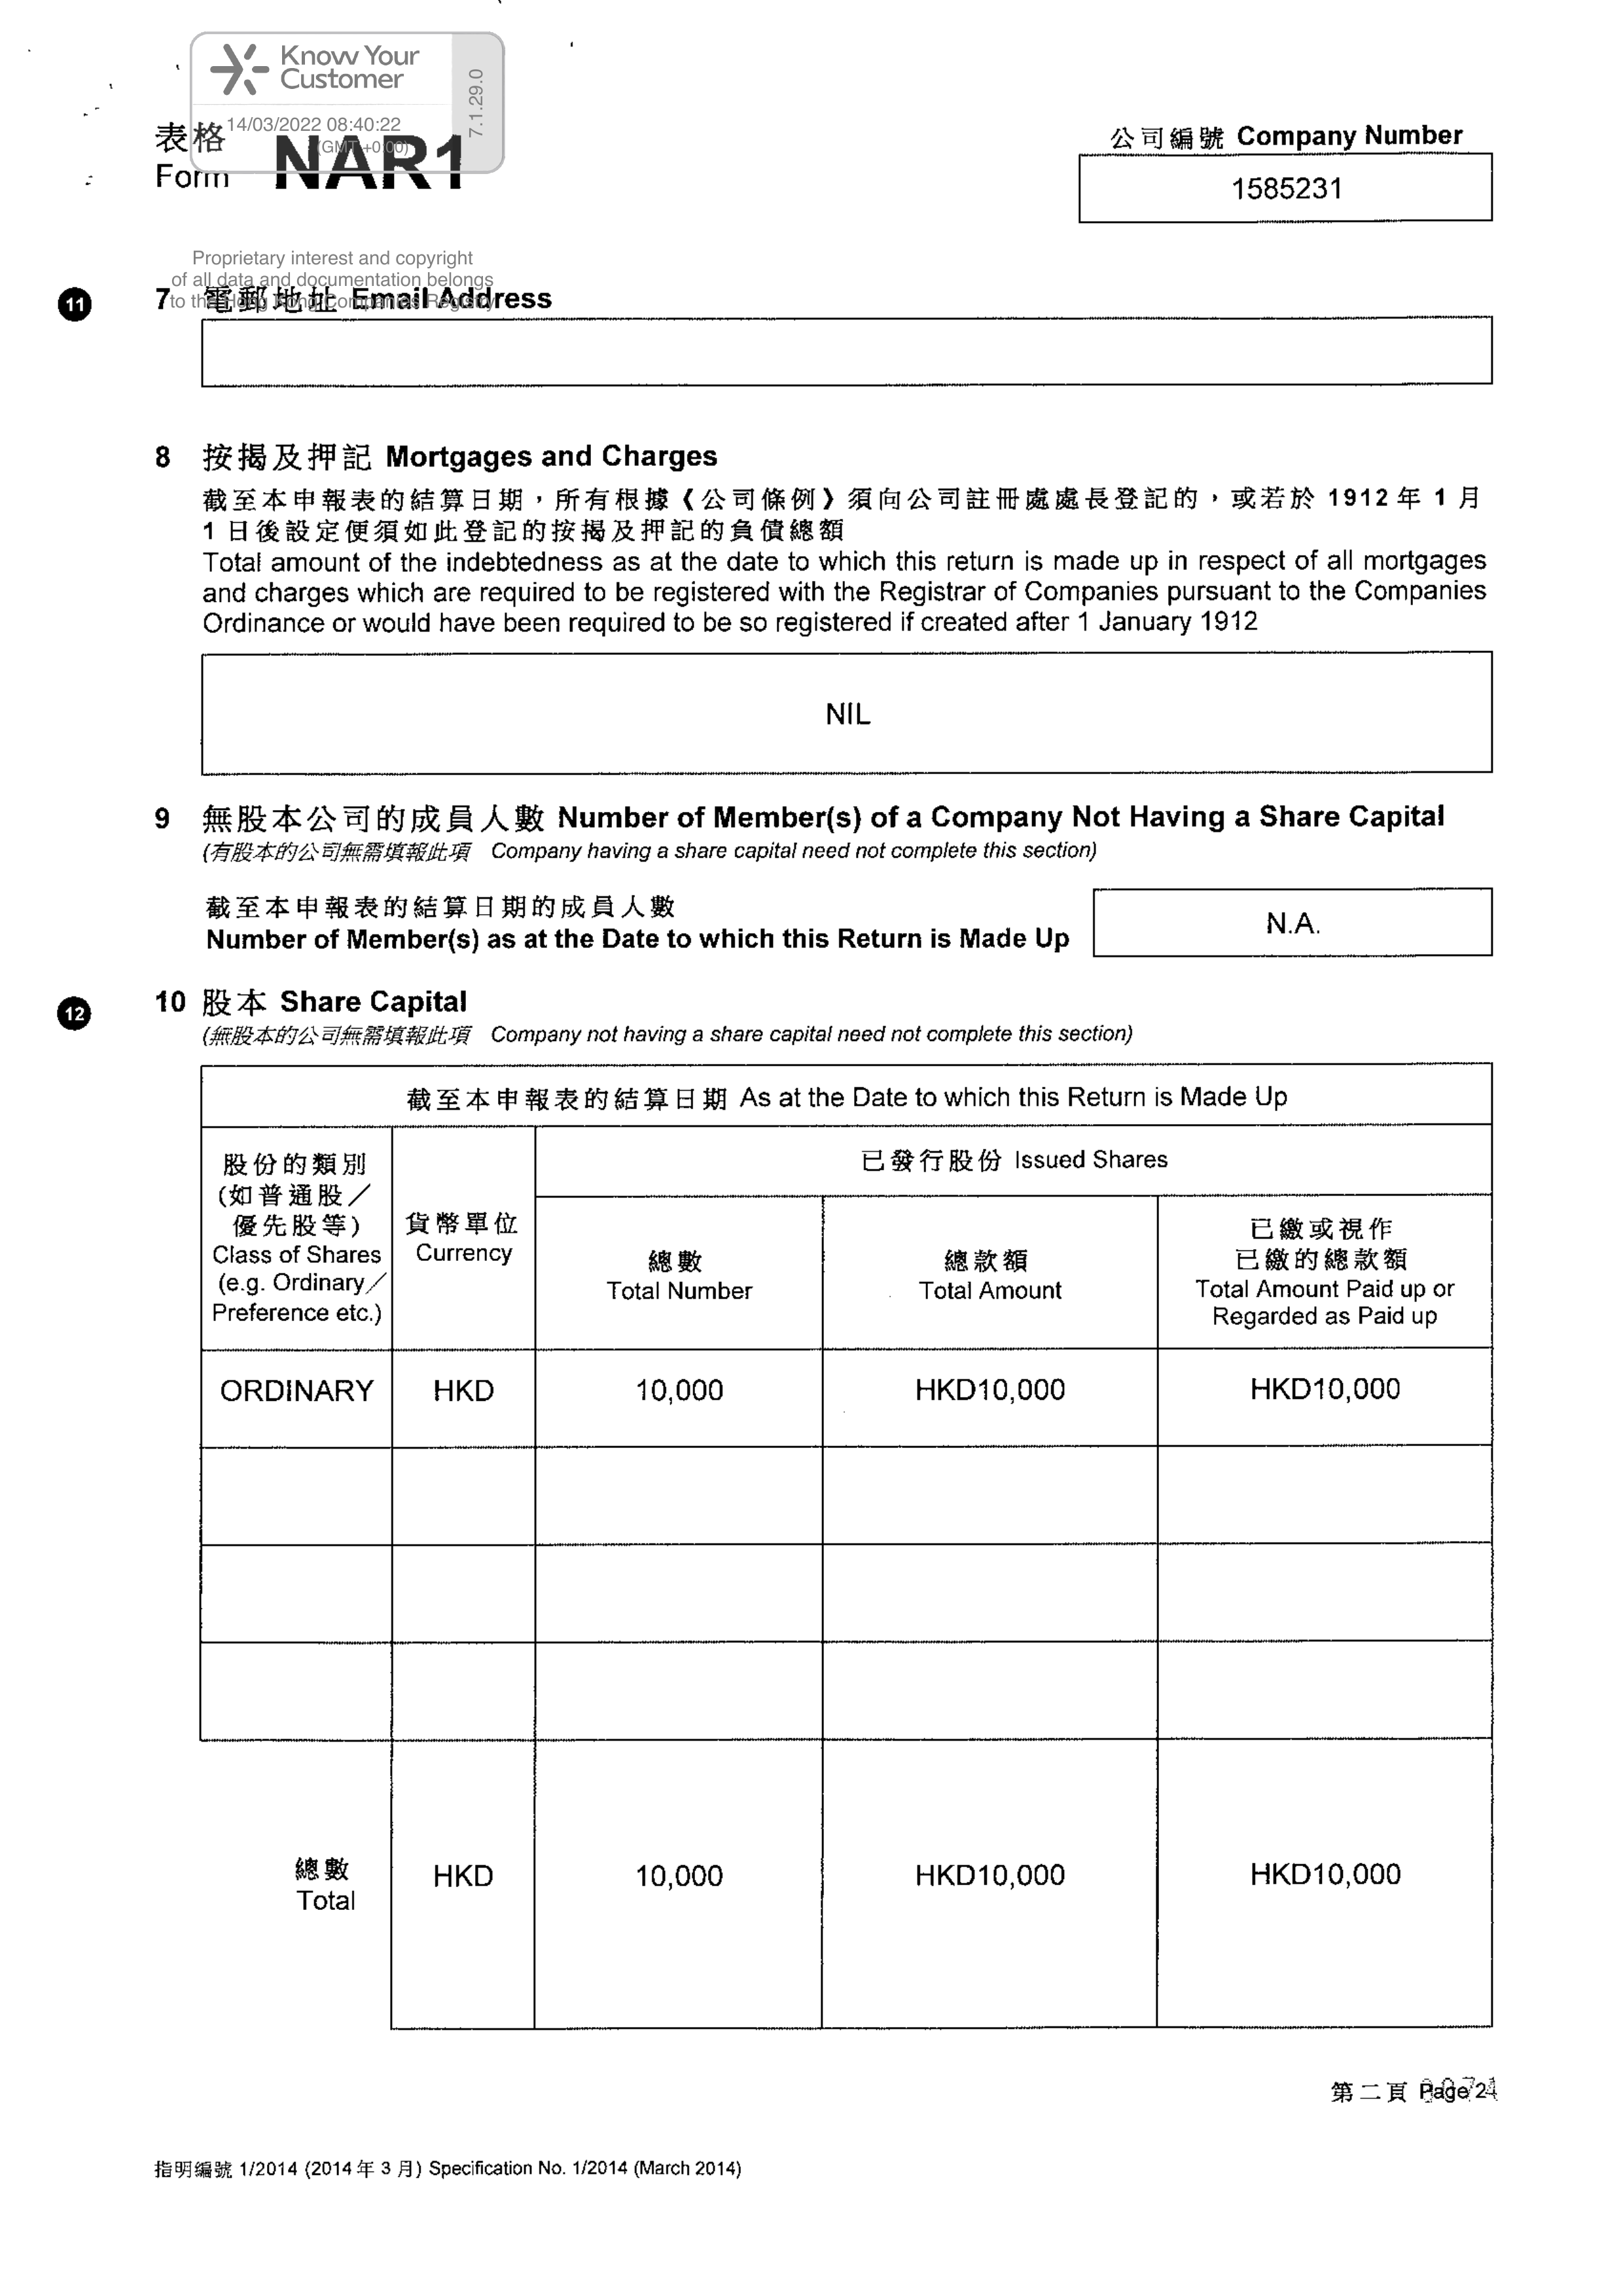 Know Your
Customer
7.1.29.0
14/03/2022 08:40:22
(GMT+0:00)
表格
Form NAR1
公司編號 Company Number
1585231
Proprietary interest and copyright
of all data and documentation belongs
to the Hong Kong Companies Registry
11
7 電郵地址 Email Address
8 按揭及押記 Mortgages and Charges
截至本申報表的結算日期，所有根據《公司條例》須向公司註冊處處長登記的，或若於 1912 年 1 月
1 日後設定便須如此登記的按揭及押記的負債總額
Total amount of the indebtedness as at the date to which this return is made up in respect of all mortgages
and charges which are required to be registered with the Registrar of Companies pursuant to the Companies
Ordinance or would have been required to be so registered if created after 1 January 1912
NIL
9 無股本公司的成員人數 Number of Member(s) of a Company Not Having a Share Capital
(有股本的公司無需填報此項 Company having a share capital need not complete this section)
截至本申報表的結算日期的成員人數
Number of Member(s) as at the Date to which this Return is Made Up
N.A.
12
10 股本 Share Capital
(無股本的公司無需填報此項 Company not having a share capital need not complete this section)
截至本申報表的結算日期 As at the Date to which this Return is Made Up
股份的類別
(如普通股／
優先股等)
Class of Shares
(e.g. Ordinary／
Preference etc.)
貨幣單位
Currency
已發行股份 Issued Shares
總數
Total Number
總款額
Total Amount
已繳或視作
已繳的總款額
Total Amount Paid up or
Regarded as Paid up
ORDINARY HKD 10,000 HKD10,000 HKD10,000
總數
Total
HKD 10,000 HKD10,000 HKD10,000
第二頁 Page 2
指明編號 1/2014 (2014 年 3 月) Specification No. 1/2014 (March 2014)